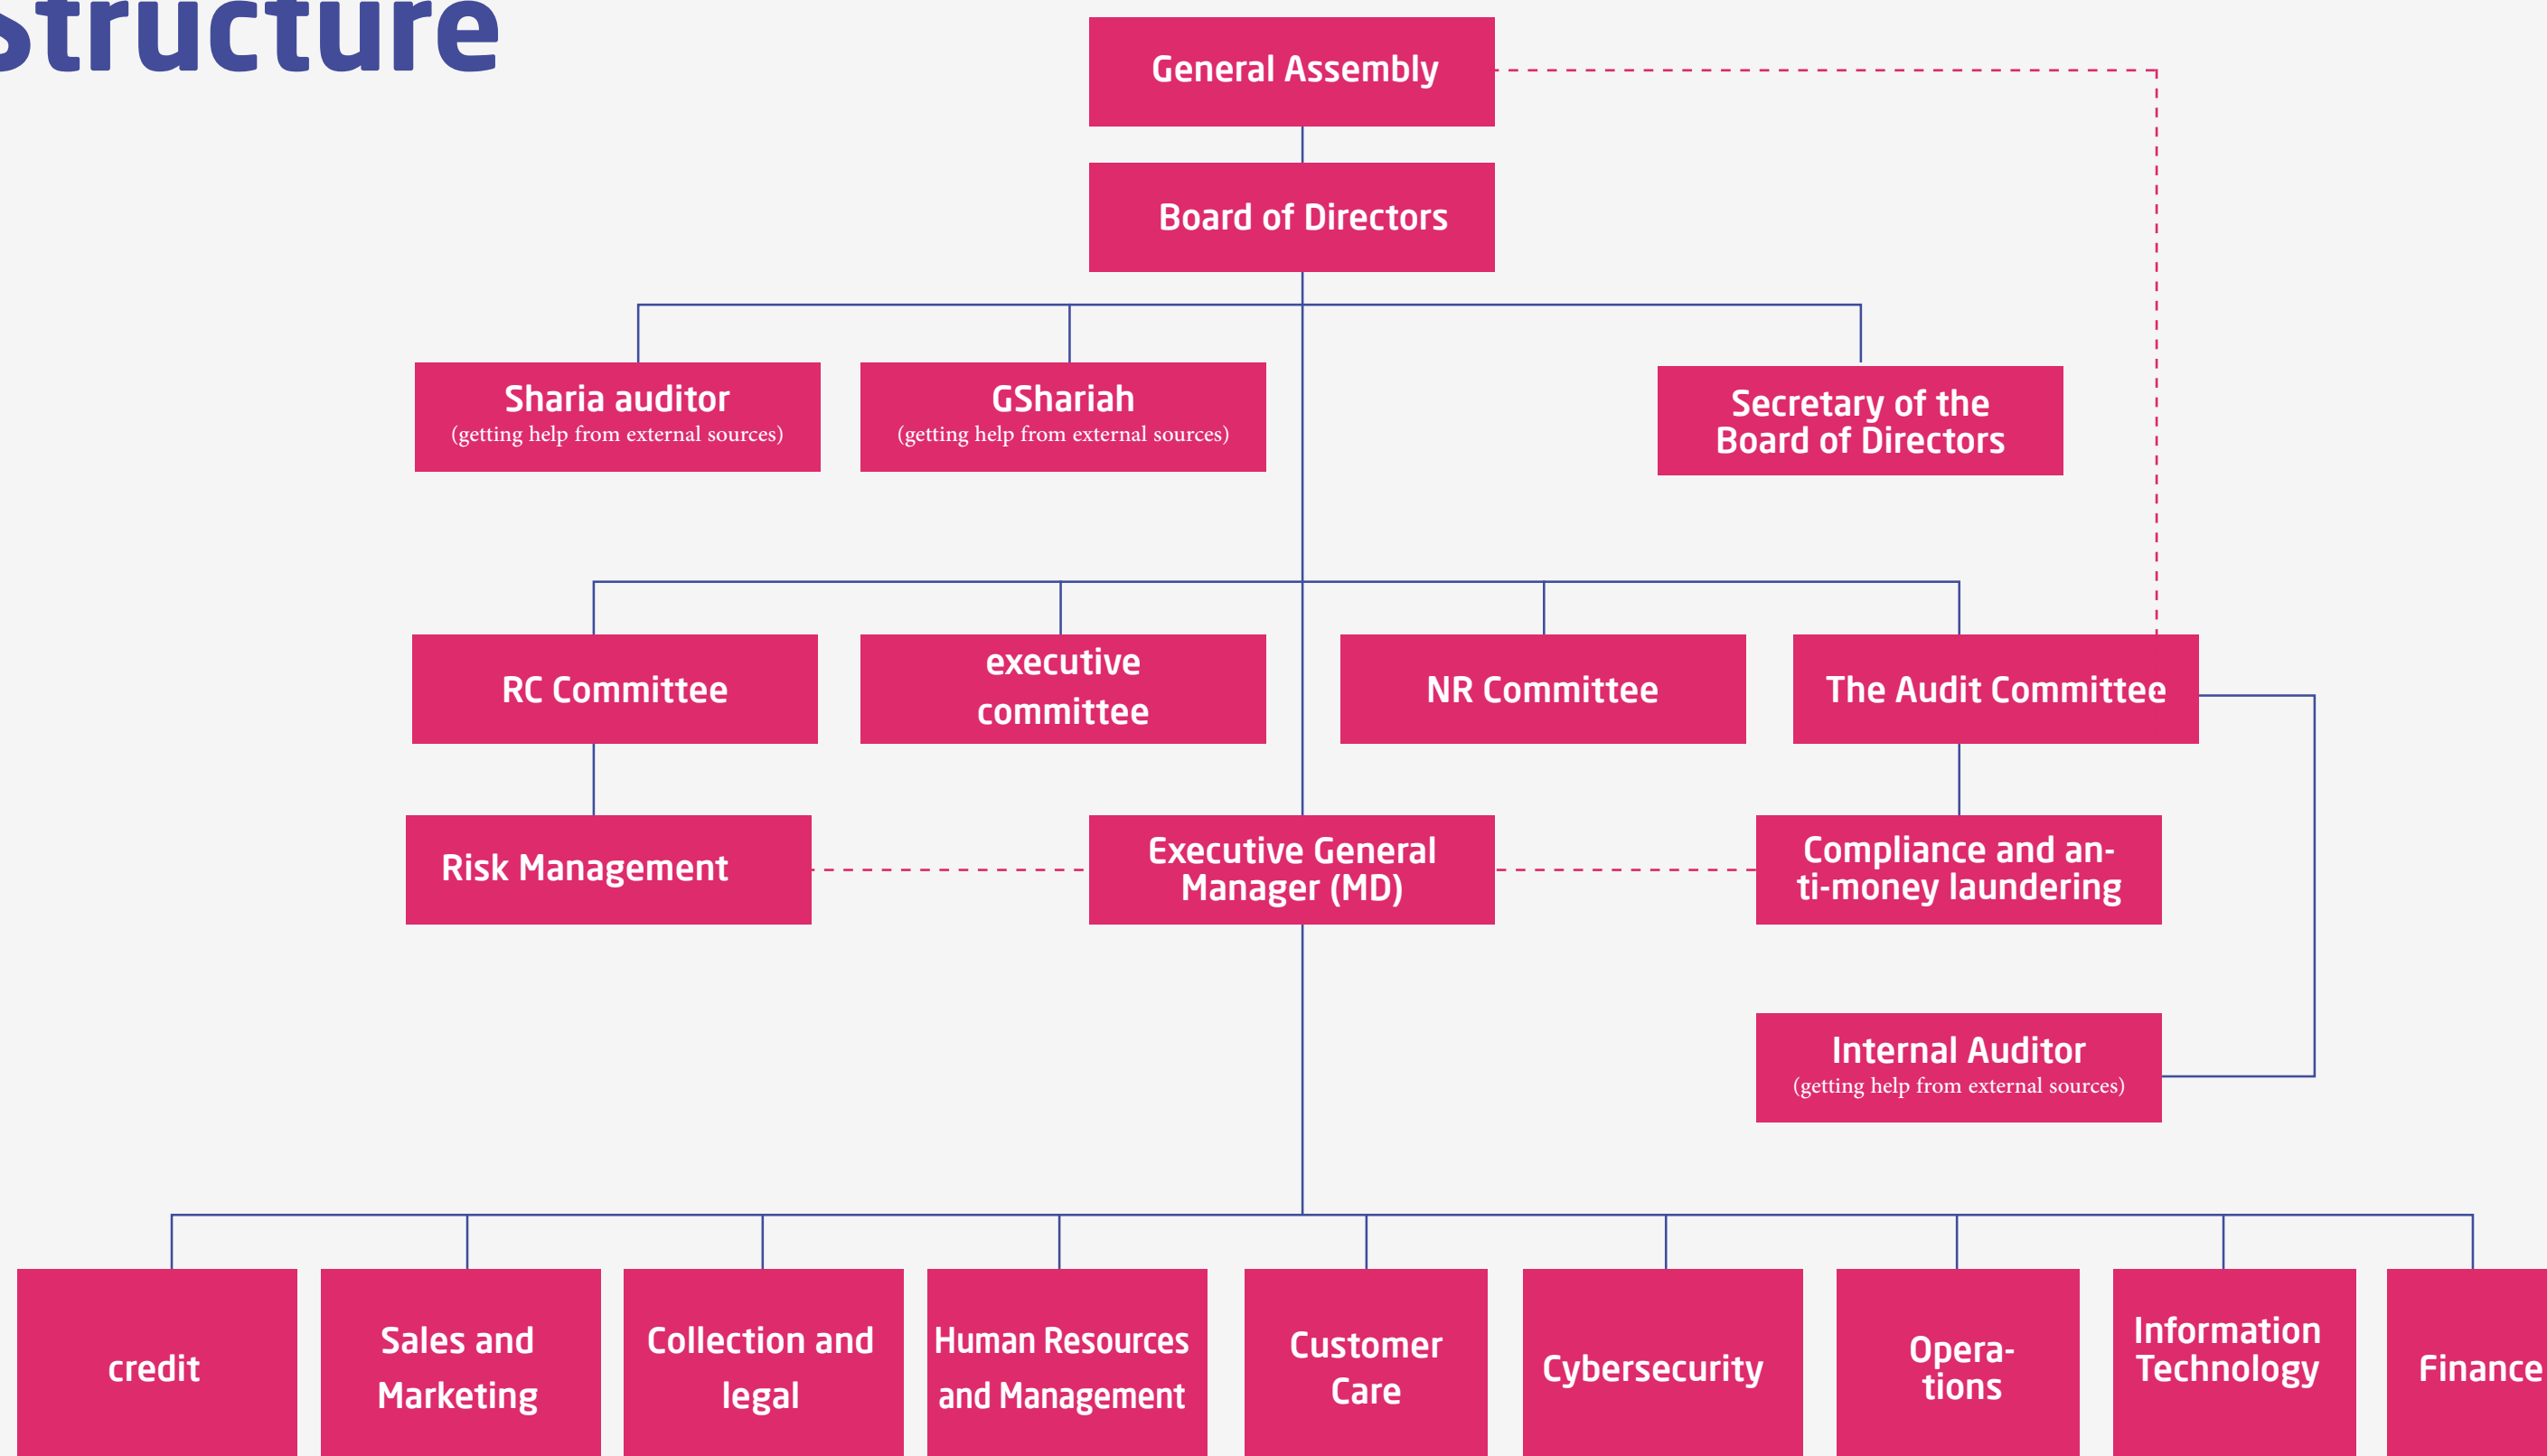 Structure
General Assembly
Board of Directors
Sharia auditor
(getting help from external sources)
GShariah
(getting help from external sources)
Secretary of the
Board of Directors
RC Committee
executive
committee
NR Committee
The Audit Committee
Risk Management
Executive General
Manager (MD)
Compliance and an-
ti-money laundering
Internal Auditor
(getting help from external sources)
credit
Sales and
Marketing
Collection and
legal
Human Resources
and Management
Customer
Care
Cybersecurity
Opera-
tions
Information
Technology
Finance